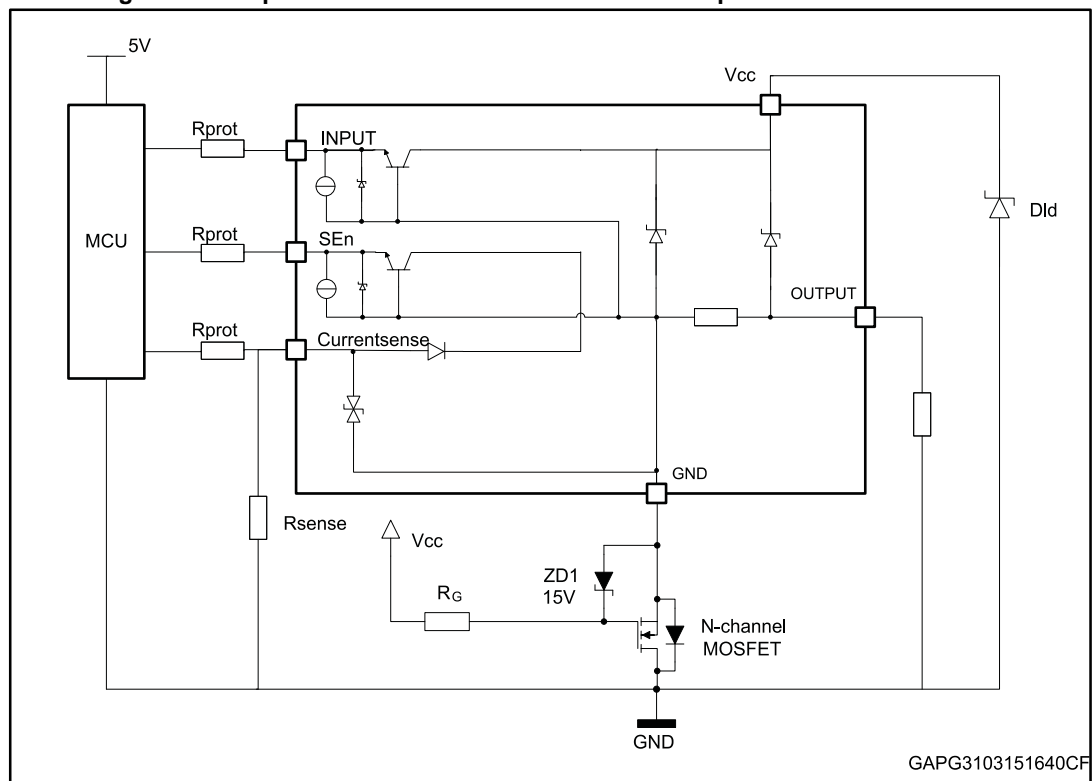 5V
Vcc
Rprot
INPUT
MCU
Rprot
SEn
Dld
OUTPUT
Rprot
Currentsense
GND
Rsense
Vcc
ZD1
15V
RG
N-channel
MOSFET
GND
GAPG3103151640CF